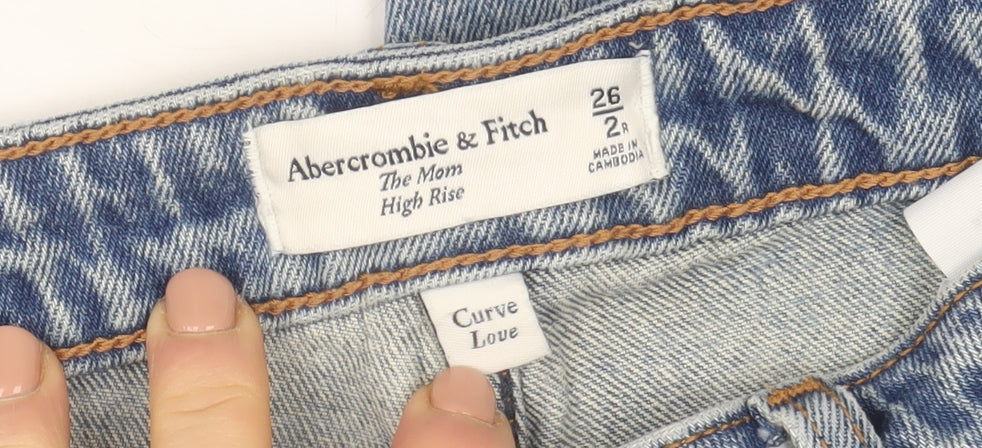 Abercrombie & Fitch
The Mom
High Rise
26
2R
MADE IN
CAMBODIA
Curve
Love